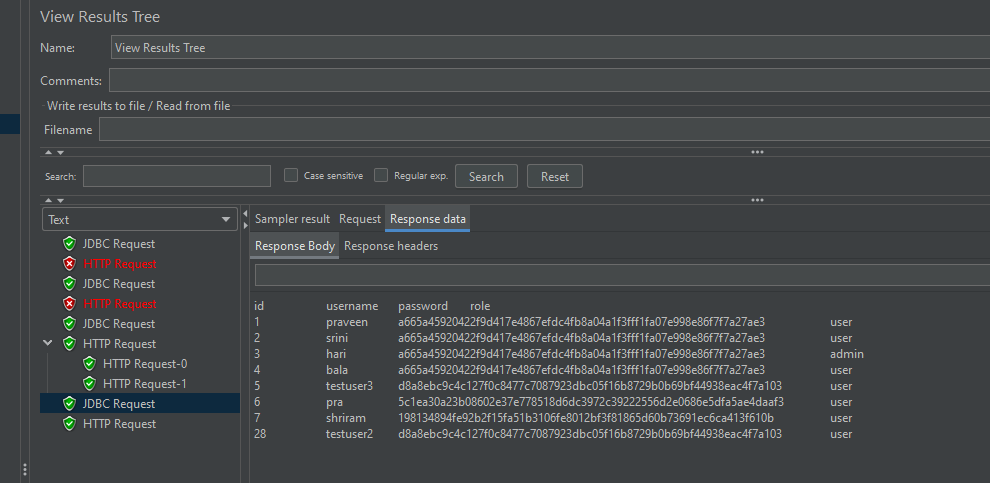 View Results Tree
Name: View Results Tree
Comments:
Write results to file / Read from file
Filename
Search: Case sensitive Regular exp. Search Reset
Text
JDBC Request
HTTP Request
JDBC Request
HTTP Request
JDBC Request
HTTP Request
HTTP Request-0
HTTP Request-1
JDBC Request
HTTP Request
Sampler result Request Response data
Response Body Response headers
id username password role
1 praveen a665a45920422f9d417e4867efdc4fb8a04a1f3fff1fa07e998e86f7f7a27ae3 user
2 srini a665a45920422f9d417e4867efdc4fb8a04a1f3fff1fa07e998e86f7f7a27ae3 user
3 hari a665a45920422f9d417e4867efdc4fb8a04a1f3fff1fa07e998e86f7f7a27ae3 admin
4 bala a665a45920422f9d417e4867efdc4fb8a04a1f3fff1fa07e998e86f7f7a27ae3 user
5 testuser3 d8a8ebc9c4c127f0c8477c7087923dbc05f16b8729b0b69bf44938eac4f7a103 user
6 pra 5c1ea30a23b08602c37e778518d6dc3972c39222556d2e0686e5dfa5ae4daaf3 user
7 shriram 198134894fe92b2f15fa51b3106fe8012bf3f81865d60b73691ec6ca413f610b user
28 testuser2 d8a8ebc9c4c127f0c8477c7087923dbc05f16b8729b0b69bf44938eac4f7a103 user